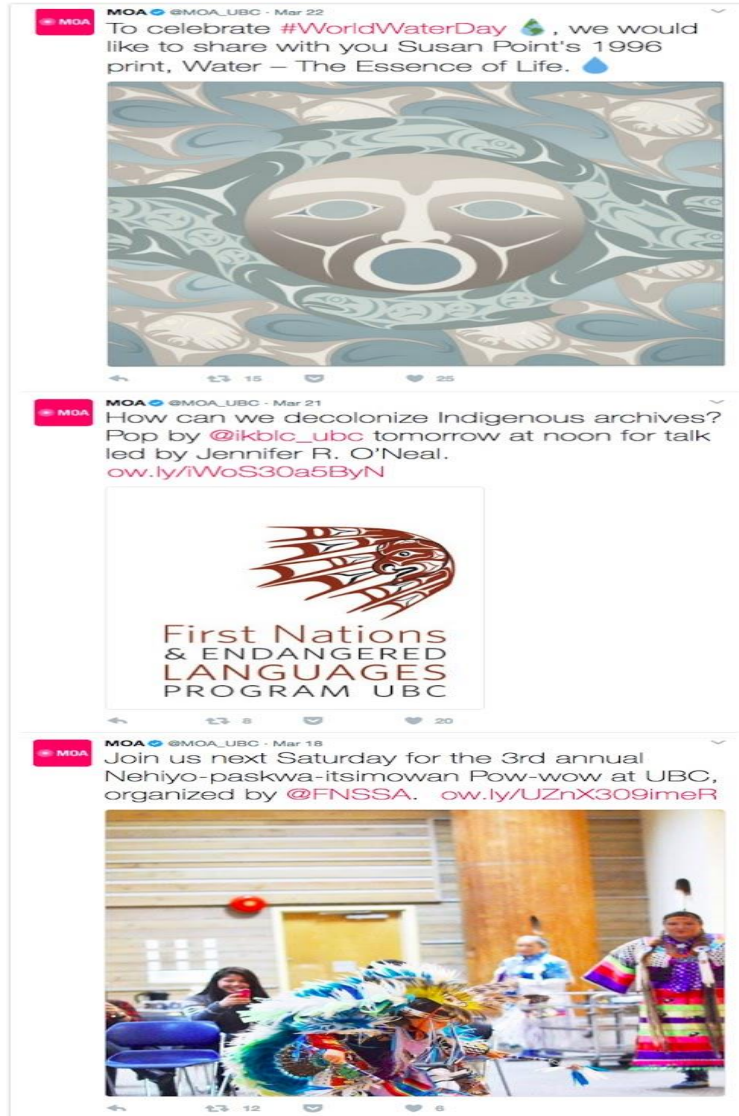 MOA
MOA @MOA_UBC · Mar 22
To celebrate #WorldWaterDay 💧, we would
like to share with you Susan Point's 1996
print, Water – The Essence of Life. 💧
15 25
MOA
MOA @MOA_UBC · Mar 21
How can we decolonize Indigenous archives?
Pop by @ikblc_ubc tomorrow at noon for talk
led by Jennifer R. O'Neal.
ow.ly/iWoS30a5ByN
First Nations
& ENDANGERED
LANGUAGES
PROGRAM UBC
8 20
MOA
MOA @MOA_UBC · Mar 18
Join us next Saturday for the 3rd annual
Nehiyo-paskwa-itsimowan Pow-wow at UBC,
organized by @FNSSA. ow.ly/UZnX309imeR
12 6